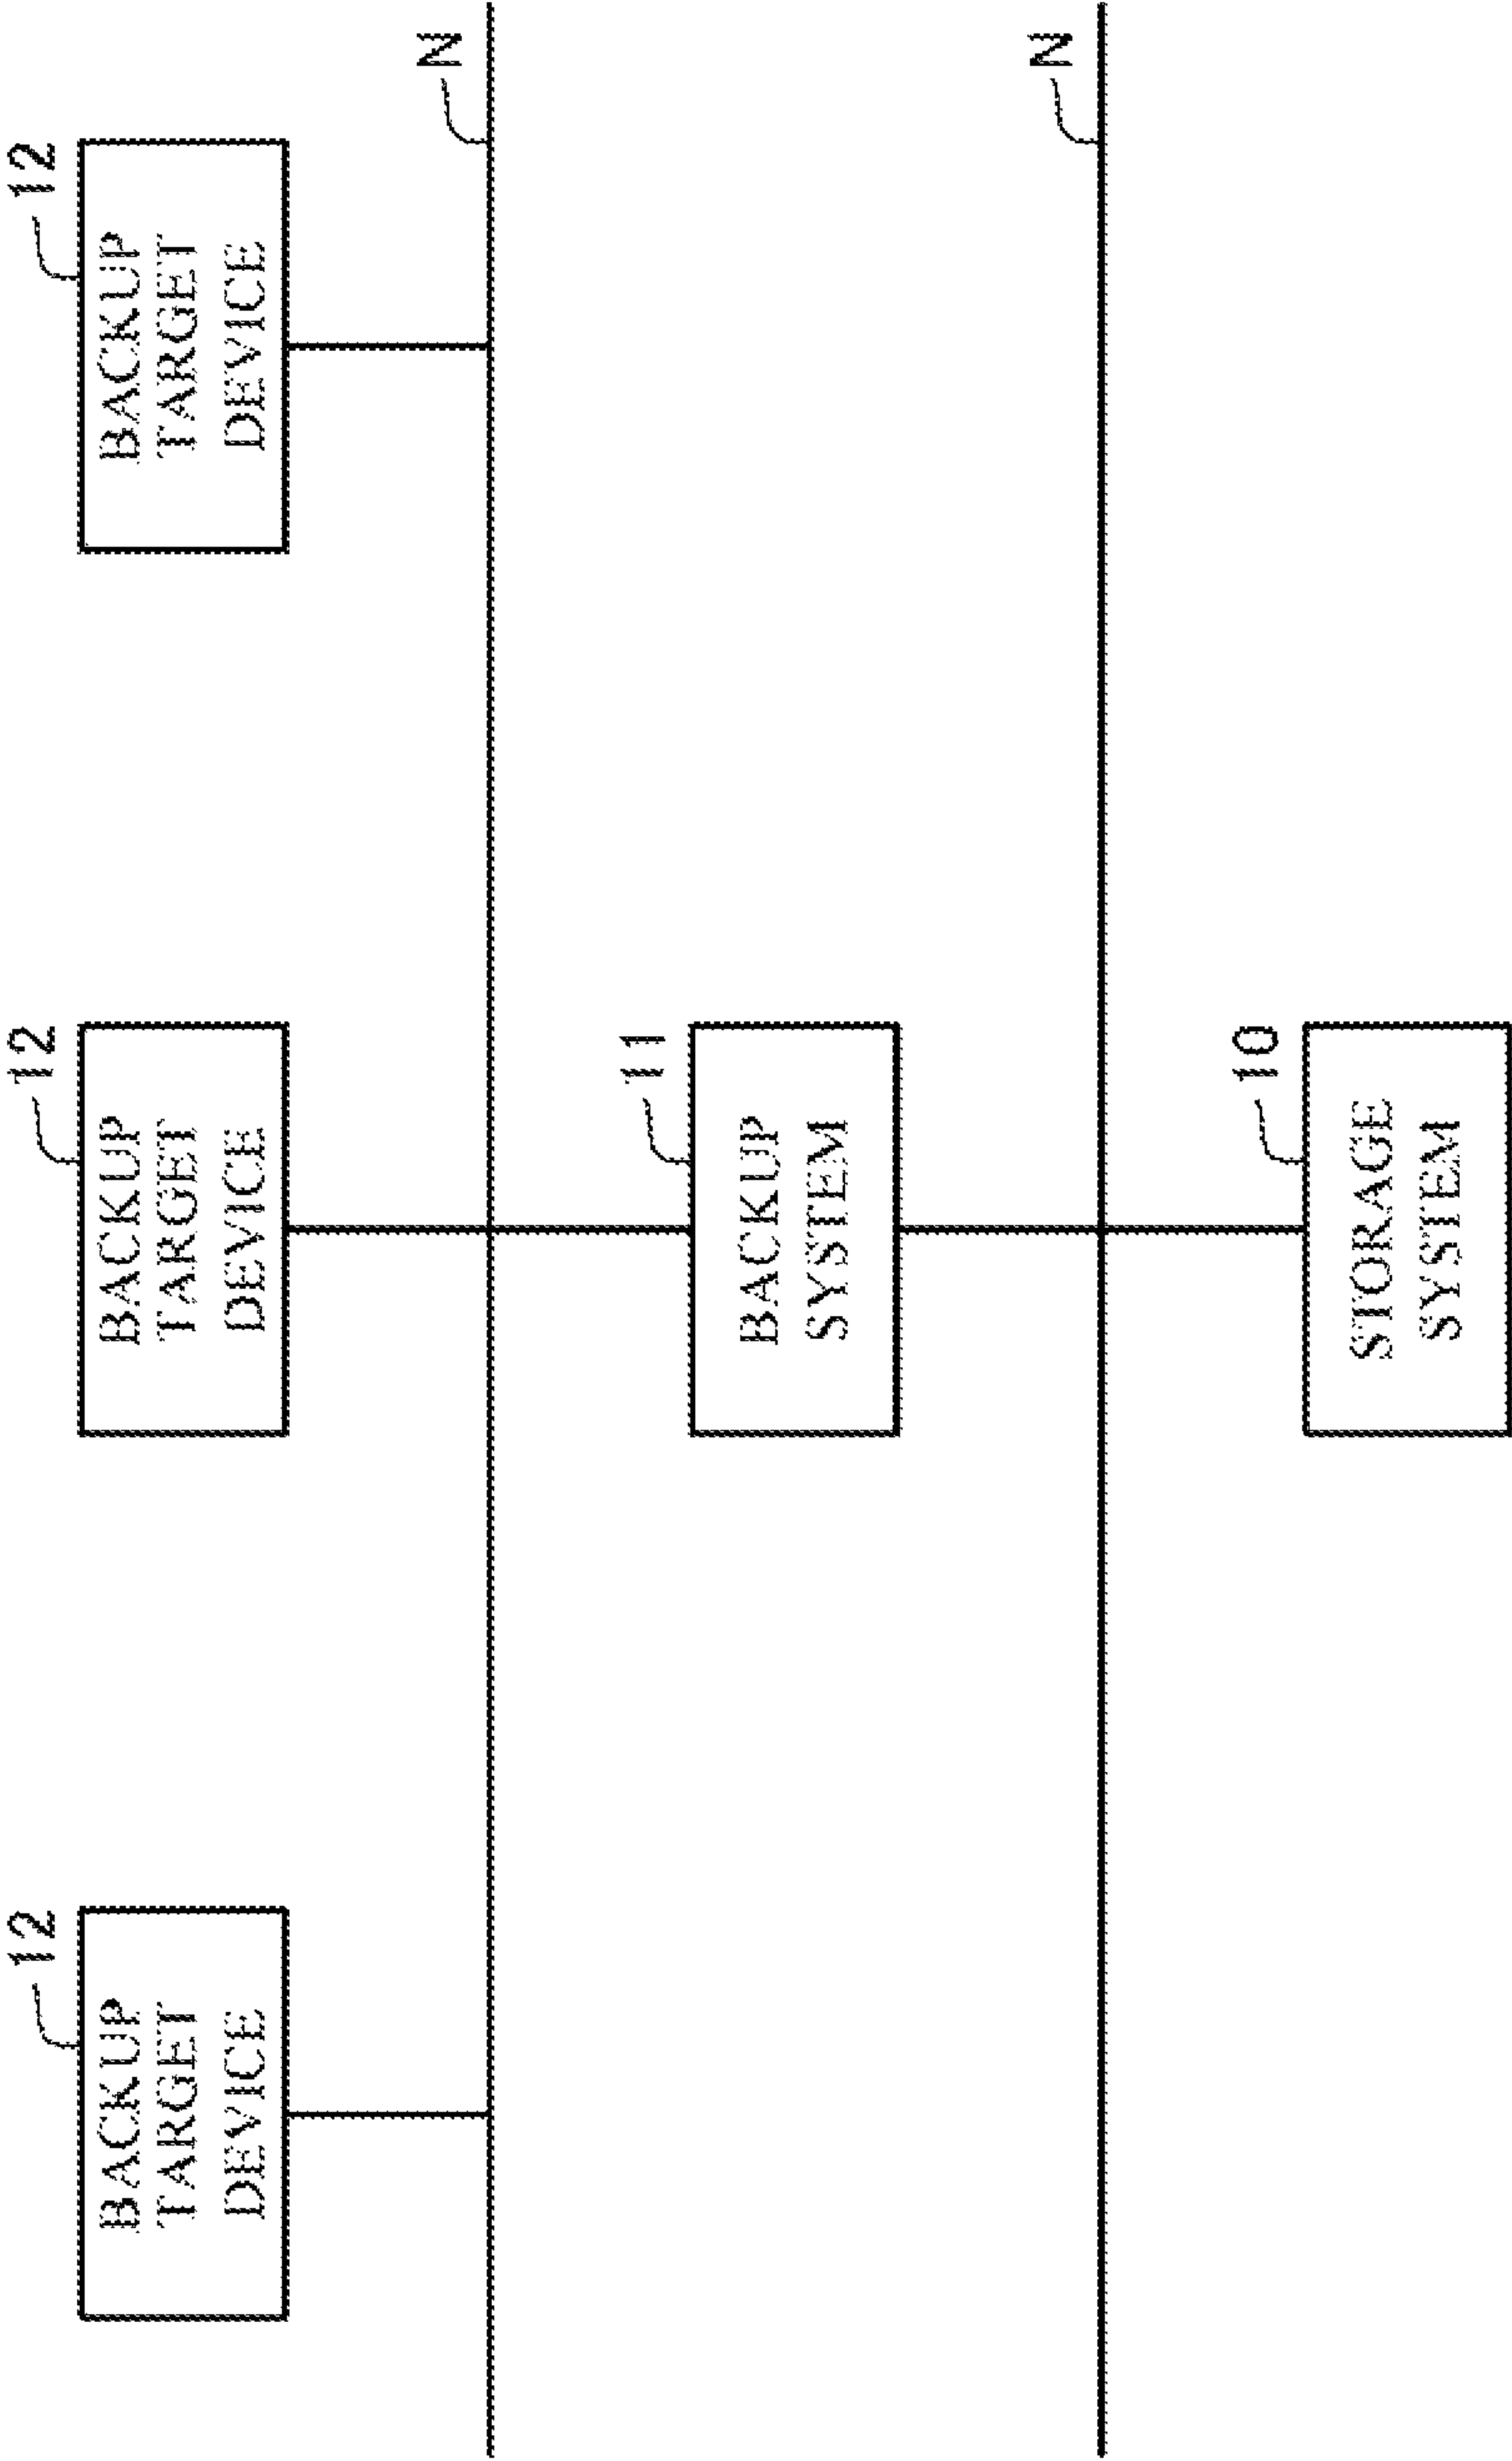 12
BACKUP
TARGET
DEVICE
12
BACKUP
TARGET
DEVICE
12
BACKUP
TARGET
DEVICE
N
11
BACKUP
SYSTEM
N
10
STORAGE
SYSTEM